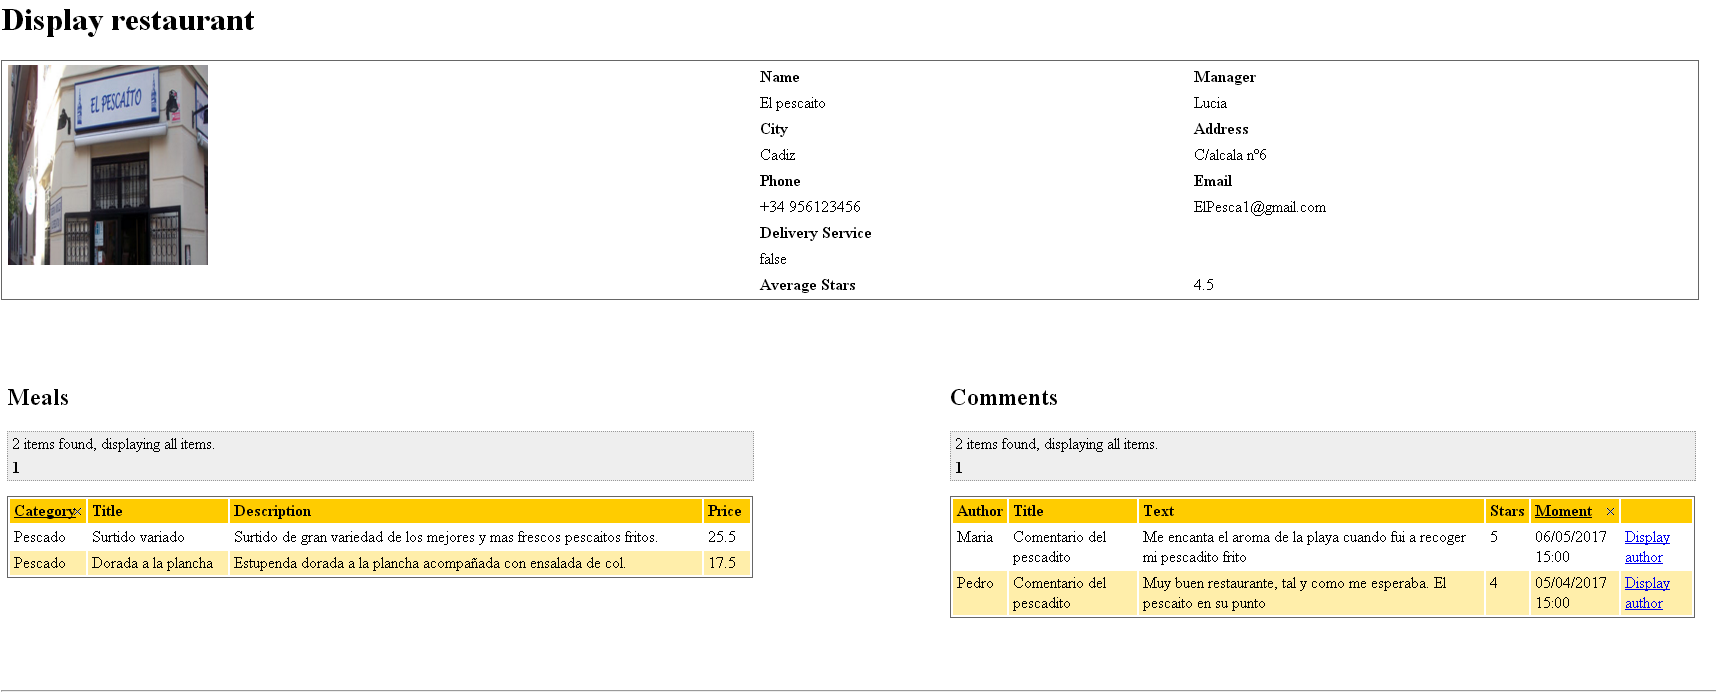 Display restaurant
EL PESCAÍTO
Name Manager
El pescaito Lucia
City Address
Cadiz C/alcala nº6
Phone Email
+34 956123456 ElPesca1@gmail.com
Delivery Service
false
Average Stars 4.5
Meals
2 items found, displaying all items.
1
Category Title Description Price
Pescado Surtido variado Surtido de gran variedad de los mejores y mas frescos pescaitos fritos. 25.5
Pescado Dorada a la plancha Estupenda dorada a la plancha acompañada con ensalada de col. 17.5
Comments
2 items found, displaying all items.
1
Author Title Text Stars Moment
Maria Comentario del Me encanta el aroma de la playa cuando fui a recoger 5 06/05/2017 Display
pescadito mi pescadito frito 15:00 author
Pedro Comentario del Muy buen restaurante, tal y como me esperaba. El 4 05/04/2017 Display
pescadito pescaito en su punto 15:00 author